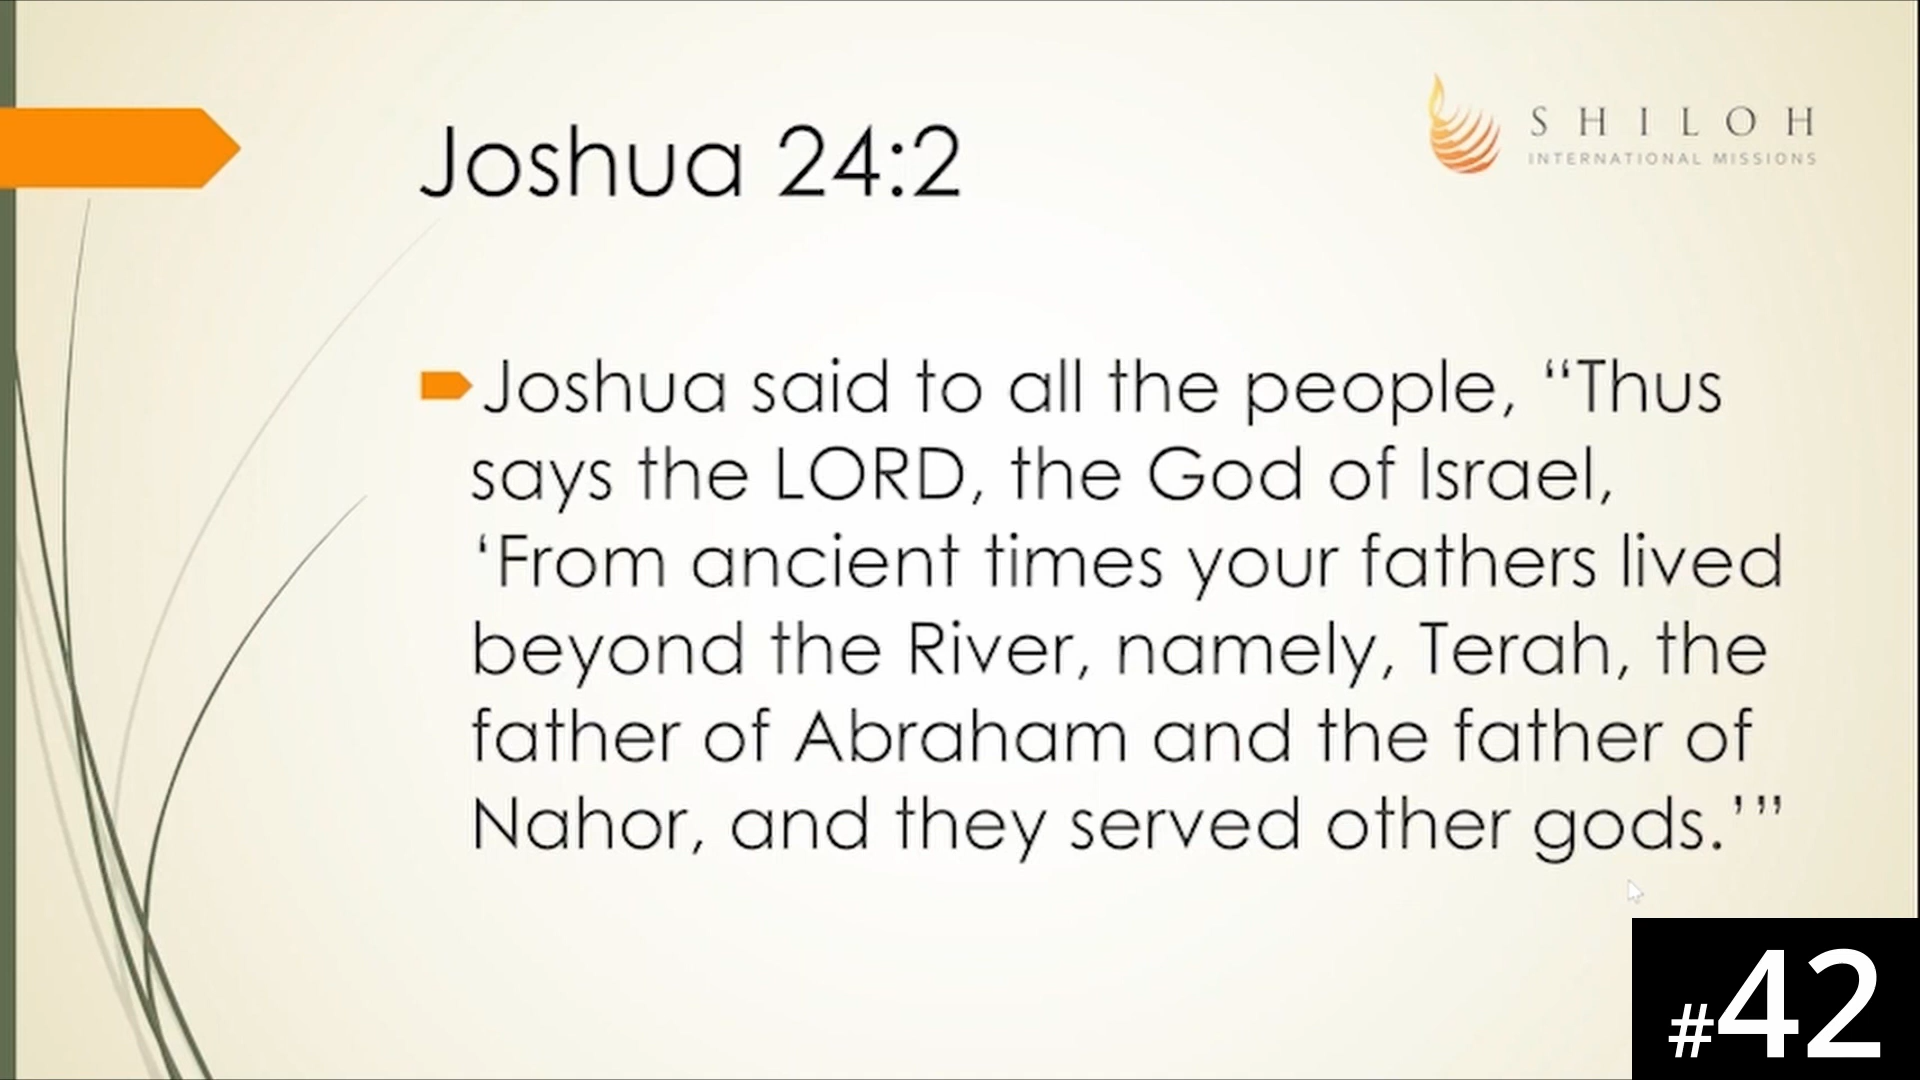 SHILOH
INTERNATIONAL MISSIONS
Joshua 24:2
Joshua said to all the people, “Thus
says the LORD, the God of Israel,
‘From ancient times your fathers lived
beyond the River, namely, Terah, the
father of Abraham and the father of
Nahor, and they served other gods.’”
#42